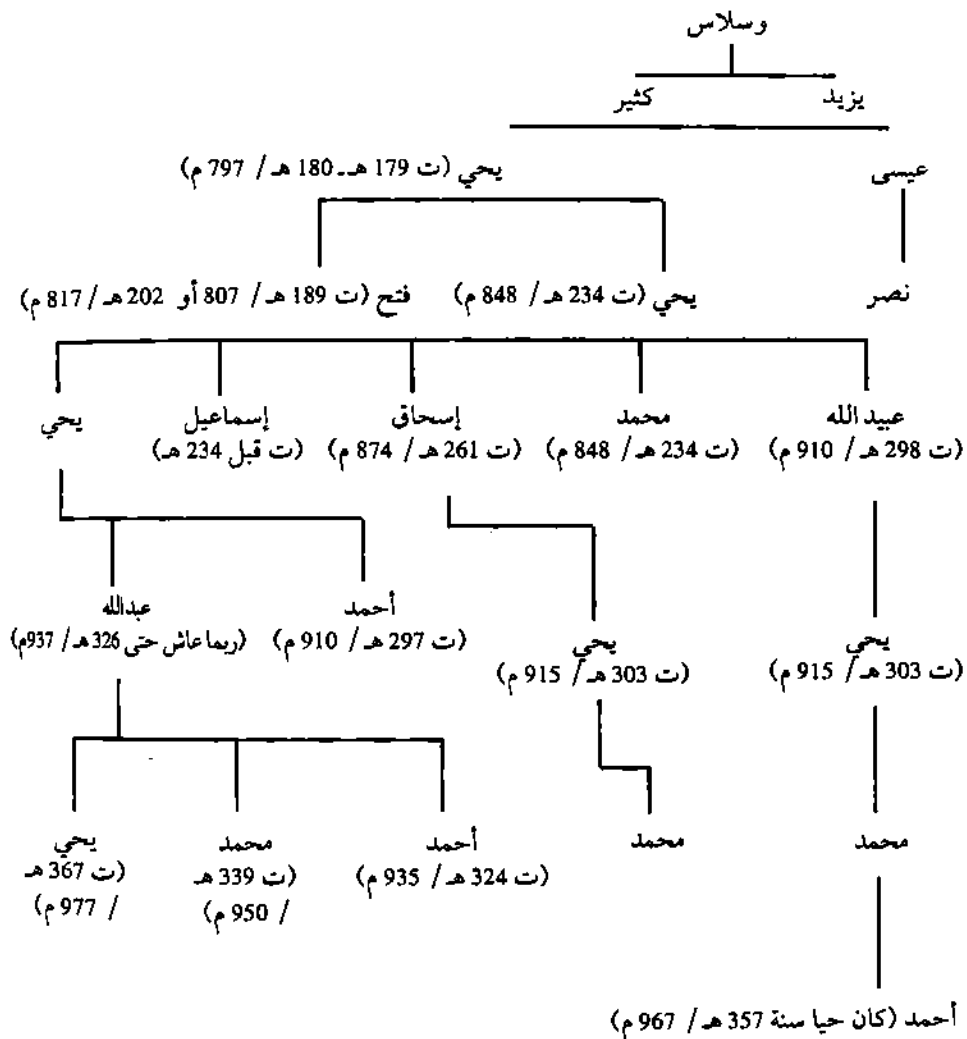 وسلاس
يزيد كثير
عيسى يحي (ت 179 هـ ـ 180 هـ / 797 م)
نصر يحي (ت 234 هـ / 848 م) فتح (ت 189 هـ / 807 أو 202 هـ / 817 م)
عبيد الله محمد إسحاق إسماعيل يحي
(ت 298 هـ / 910 م) (ت 234 هـ / 848 م) (ت 261 هـ / 874 م) (ت قبل 234 هـ)
أحمد عبدالله
(ت 297 هـ / 910 م) (ربما عاش حتى 326 هـ / 937م)
يحي يحي
(ت 303 هـ / 915 م) (ت 303 هـ / 915 م)
محمد محمد أحمد محمد يحي
(ت 324 هـ / 935 م) (ت 339 هـ (ت 367 هـ
/ 950 م) / 977 م)
أحمد (كان حيا سنة 357 هـ / 967 م)